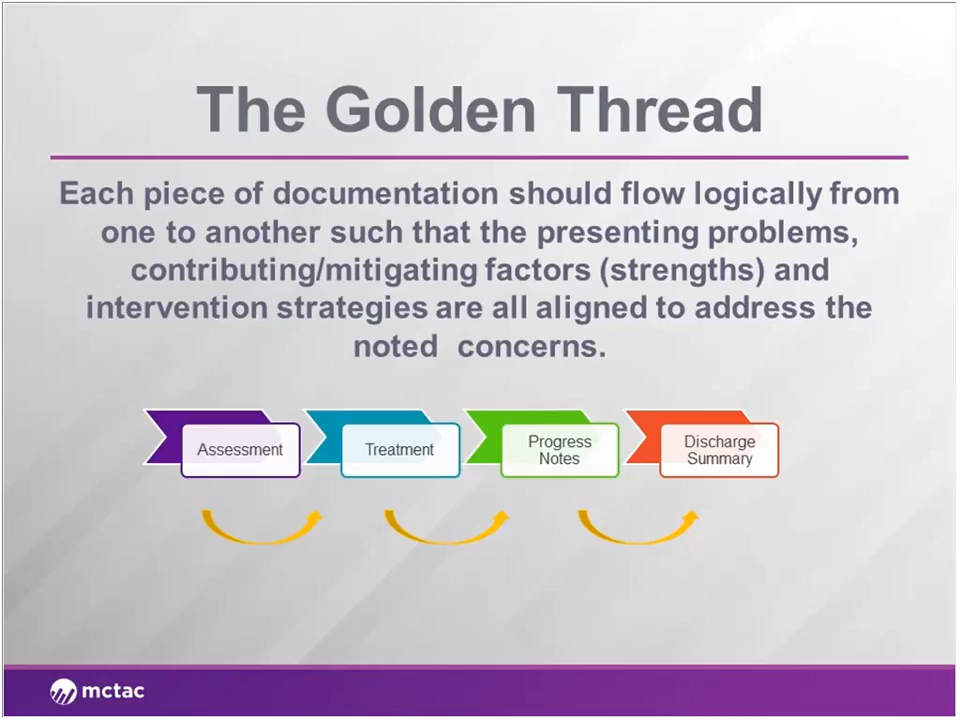 The Golden Thread
Each piece of documentation should flow logically from
one to another such that the presenting problems,
contributing/mitigating factors (strengths) and
intervention strategies are all aligned to address the
noted concerns.
Assessment
Treatment
Progress
Notes
Discharge
Summary
mctac